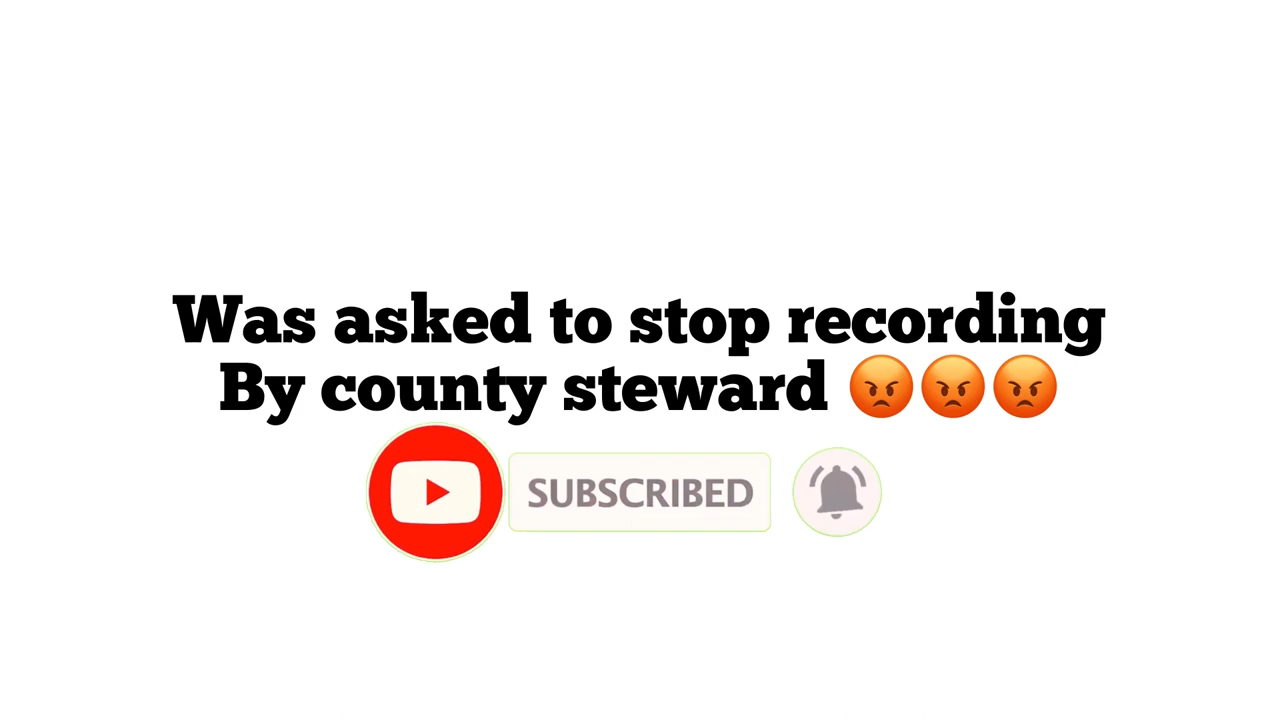 Was asked to stop recording
By county steward 😡😡😡
SUBSCRIBED